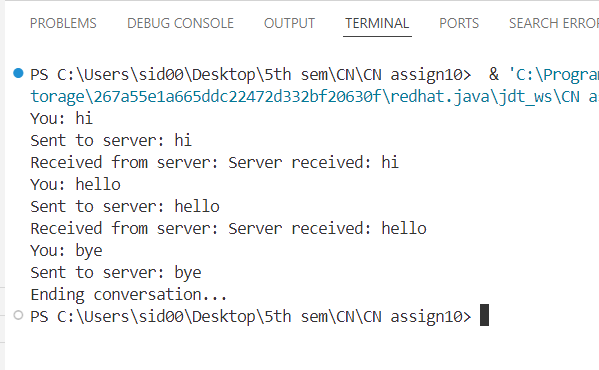 PROBLEMS DEBUG CONSOLE OUTPUT TERMINAL PORTS SEARCH ERROR
PS C:\Users\sid00\Desktop\5th sem\CN\CN assign10> & 'C:\Program
torage\267a55e1a665ddc22472d332bf20630f\redhat.java\jdt_ws\CN a
You: hi
Sent to server: hi
Received from server: Server received: hi
You: hello
Sent to server: hello
Received from server: Server received: hello
You: bye
Sent to server: bye
Ending conversation...
PS C:\Users\sid00\Desktop\5th sem\CN\CN assign10>